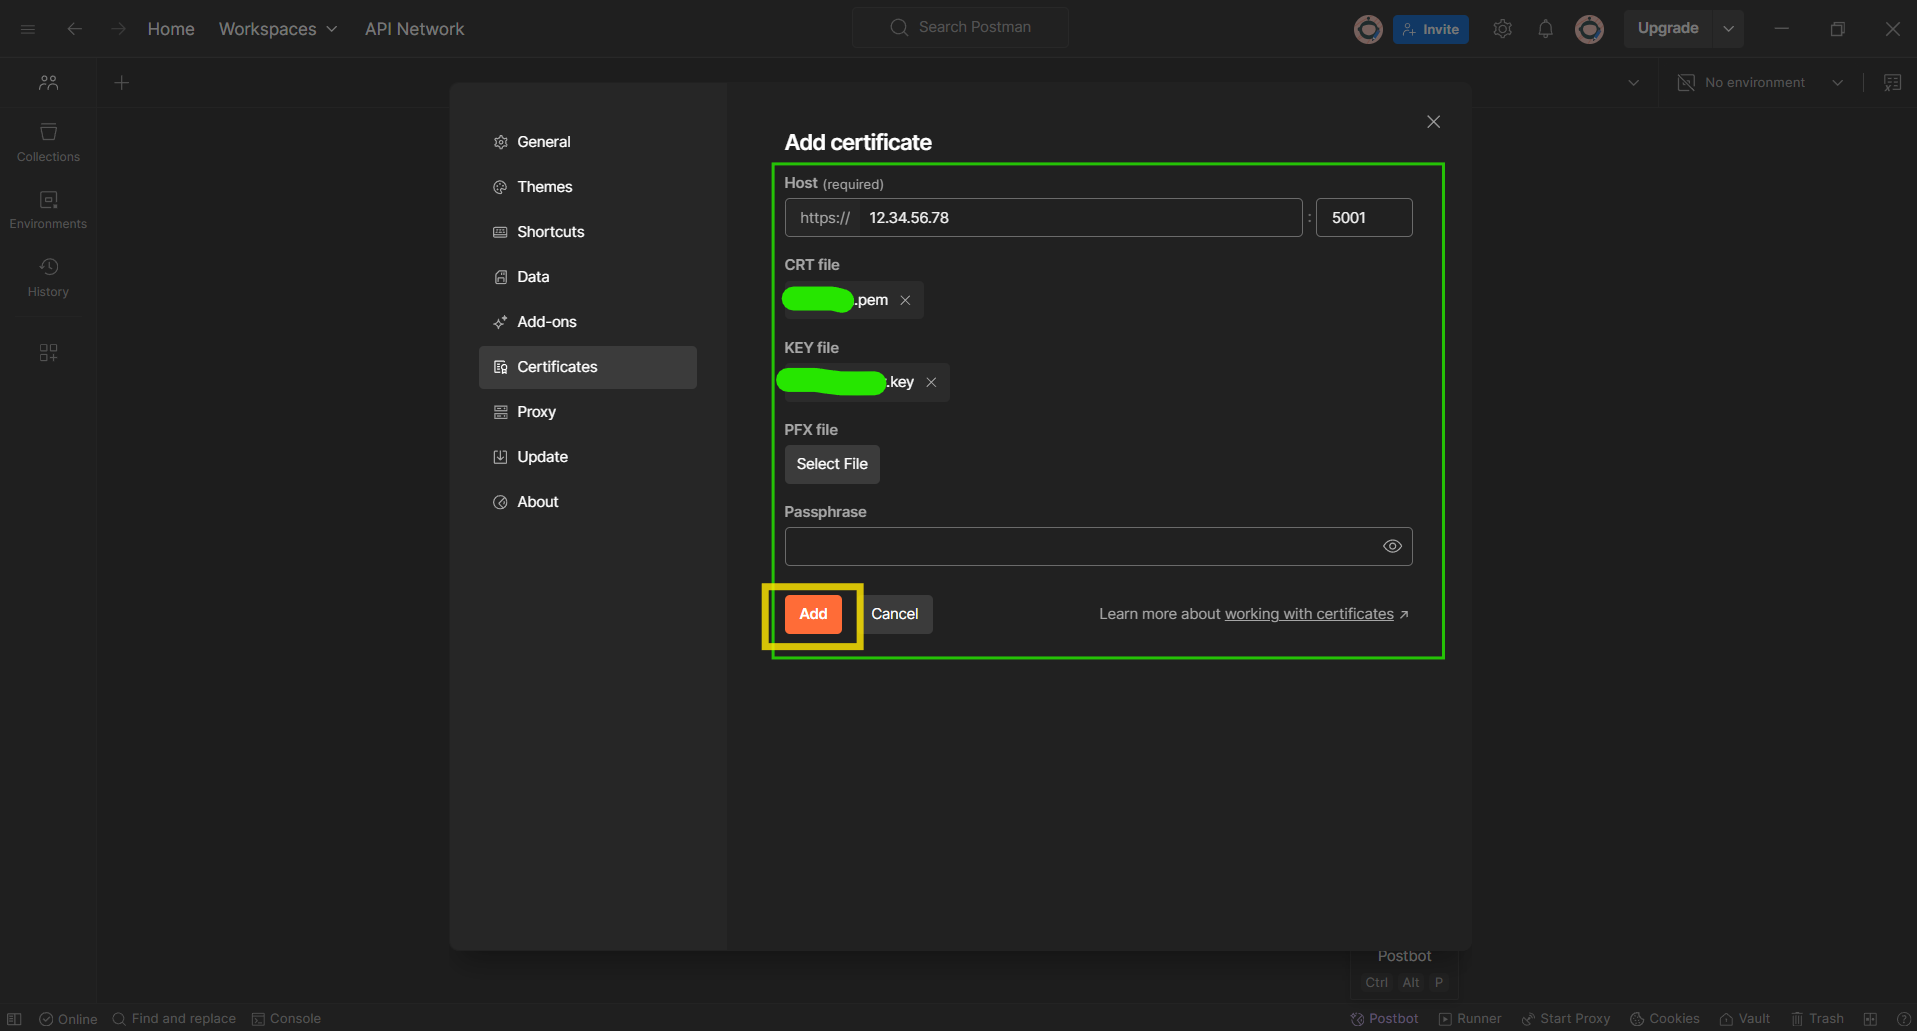 Home Workspaces API Network Search Postman Invite Upgrade
No environment
Collections
Environments
History
General
Themes
Shortcuts
Data
Add-ons
Certificates
Proxy
Update
About
Add certificate
Host (required)
https:// 12.34.56.78 : 5001
CRT file
.pem
KEY file
.key
PFX file
Select File
Passphrase
Add Cancel Learn more about working with certificates ↗
Postbot
Ctrl Alt P
Online Find and replace Console Postbot Runner Start Proxy Cookies Vault Trash